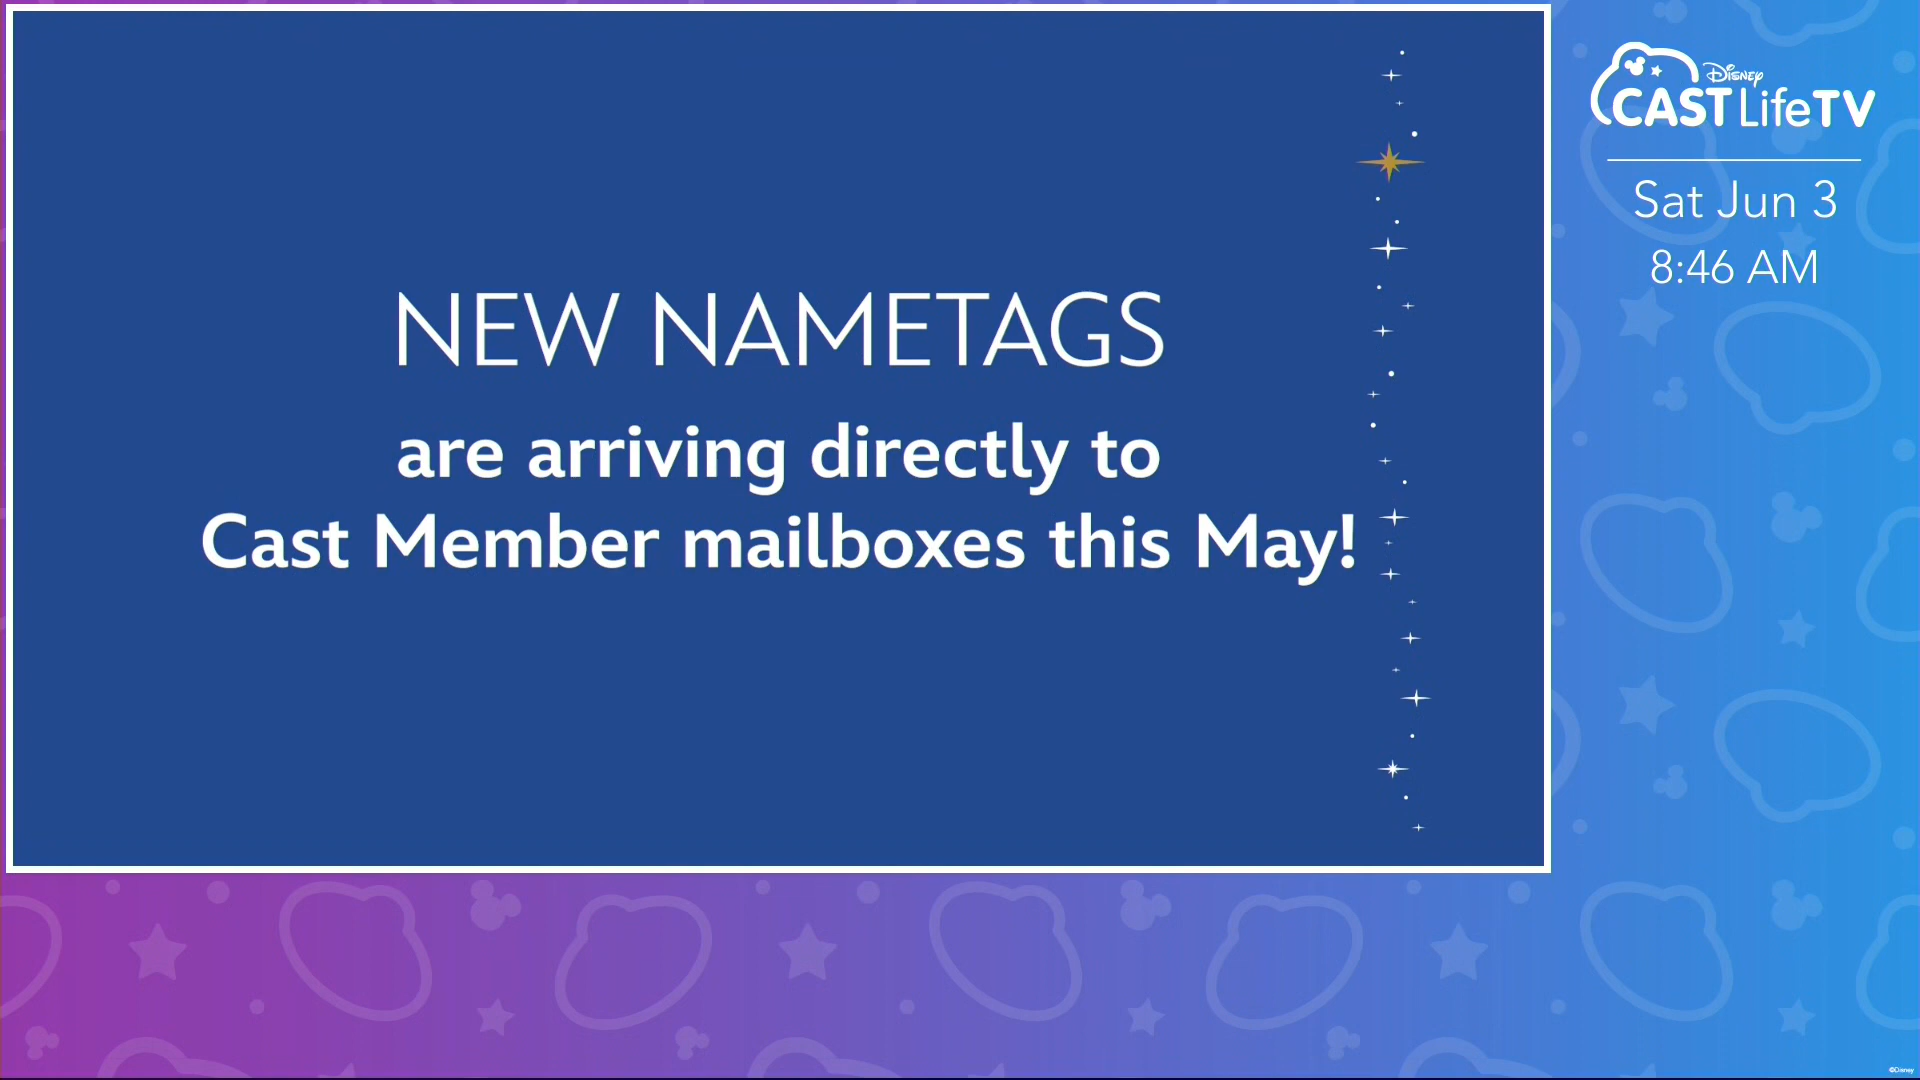 NEW NAMETAGS
are arriving directly to
Cast Member mailboxes this May!
Disney
CAST LifeTV
Sat Jun 3
8:46 AM
©Disney